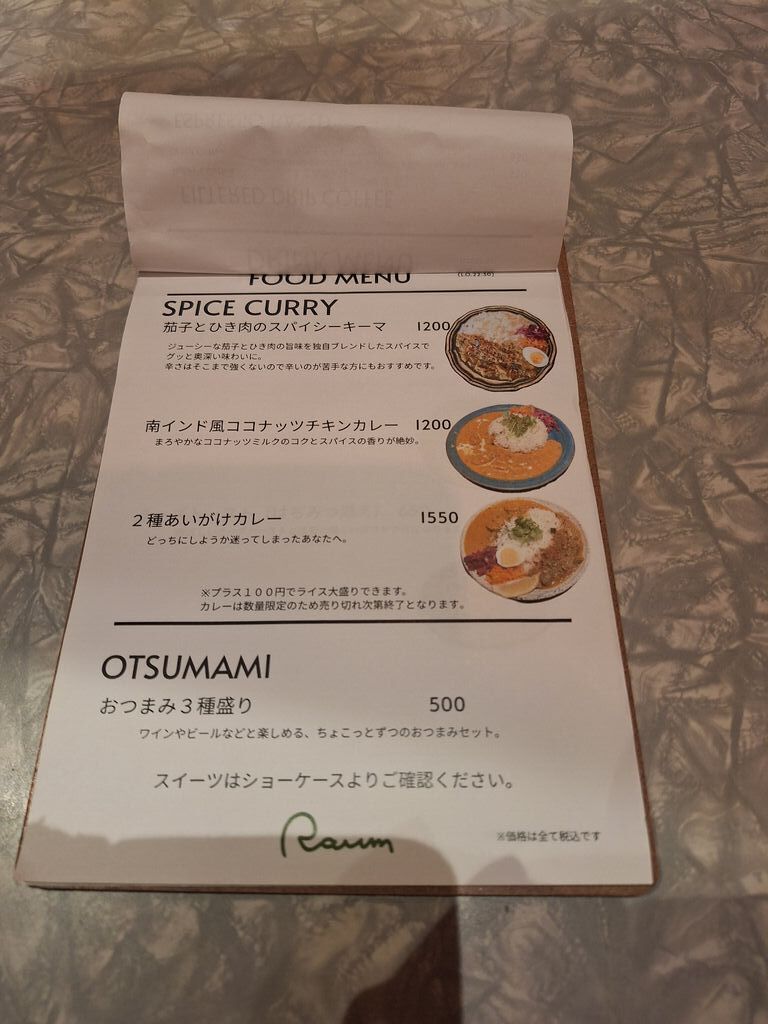 FOOD MENU
(L.O.22:30)
SPICE CURRY
茄子とひき肉のスパイシーキーマ 1200
ジューシーな茄子とひき肉の旨味を独自ブレンドしたスパイスで
グッと奥深い味わいに。
辛さはそこまで強くないので辛いのが苦手な方にもおすすめです。
南インド風ココナッツチキンカレー 1200
まろやかなココナッツミルクのコクとスパイスの香りが絶妙。
２種あいがけカレー 1550
どっちにしようか迷ってしまったあなたへ。
※プラス１００円でライス大盛りできます。
カレーは数量限定のため売り切れ次第終了となります。
OTSUMAMI
おつまみ３種盛り 500
ワインやビールなどと楽しめる、ちょこっとずつのおつまみセット。
スイーツはショーケースよりご確認ください。
Raum
※価格は全て税込です